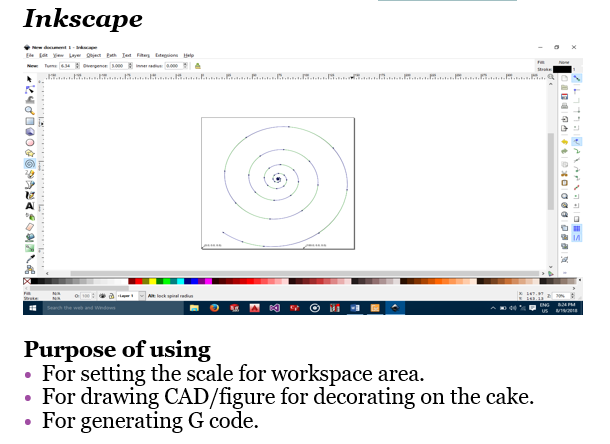 Inkscape
New document 1 - Inkscape
File Edit View Layer Object Path Text Filters Extensions Help
New: Turns: 6.34 Divergence: 3.000 Inner radius: 0.000
Fill: None
Stroke:
Fill: N/A
Stroke: N/A
O: 100
Layer 1
Alt: lock spiral radius
Search the web and Windows
ENG
US
8:24 PM
8/19/2018
Purpose of using
• For setting the scale for workspace area.
• For drawing CAD/figure for decorating on the cake.
• For generating G code.